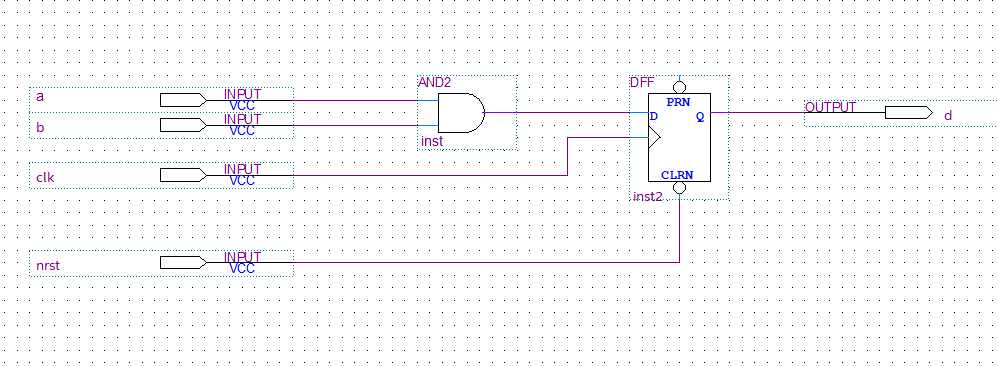 a
INPUT
VCC
b
INPUT
VCC
clk
INPUT
VCC
nrst
INPUT
VCC
AND2
inst
DFF
PRN
D
Q
CLRN
inst2
OUTPUT
d